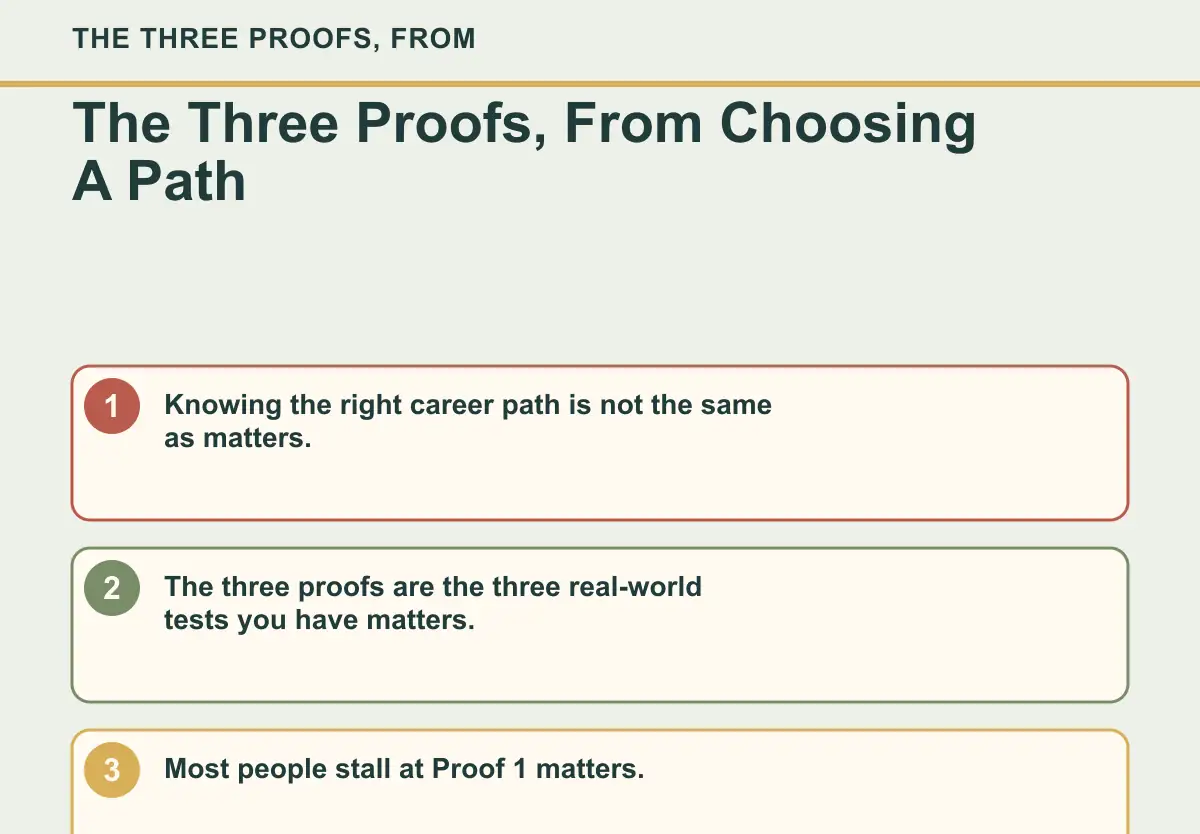 THE THREE PROOFS, FROM
The Three Proofs, From Choosing
A Path
1
Knowing the right career path is not the same
as matters.
2
The three proofs are the three real-world
tests you have matters.
3
Most people stall at Proof 1 matters.